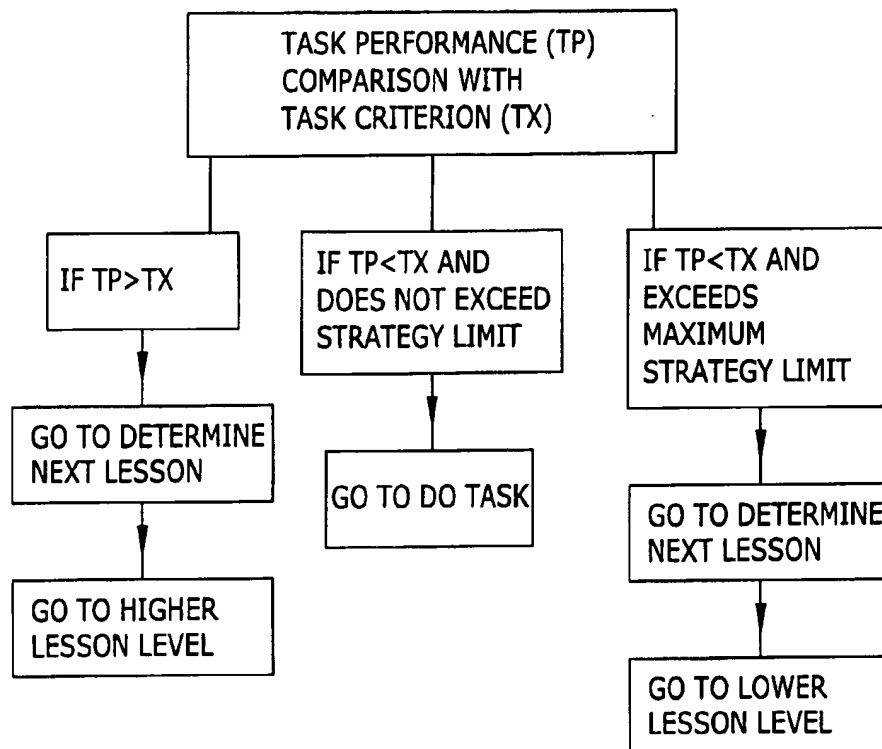 TASK PERFORMANCE (TP)
COMPARISON WITH
TASK CRITERION (TX)
IF TP>TX
GO TO DETERMINE
NEXT LESSON
GO TO HIGHER
LESSON LEVEL
IF TP<TX AND
DOES NOT EXCEED
STRATEGY LIMIT
GO TO DO TASK
IF TP<TX AND
EXCEEDS
MAXIMUM
STRATEGY LIMIT
GO TO DETERMINE
NEXT LESSON
GO TO LOWER
LESSON LEVEL